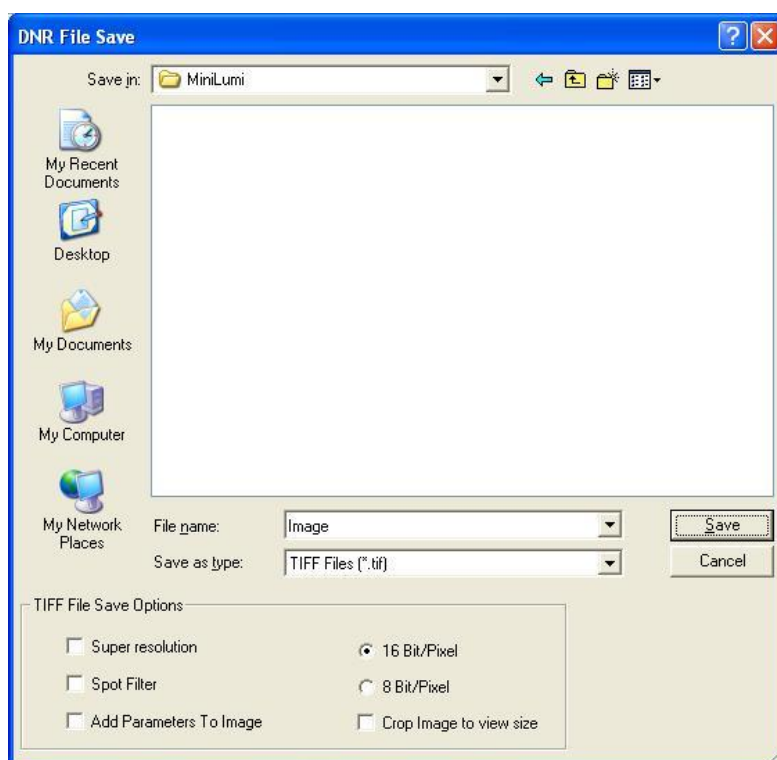 DNR File Save
Save in: MiniLumi
My Recent
Documents
Desktop
My Documents
My Computer
My Network
Places
File name: Image
Save
Save as type: TIFF Files (*.tif)
Cancel
TIFF File Save Options
Super resolution
16 Bit/Pixel
Spot Filter
8 Bit/Pixel
Add Parameters To Image
Crop Image to view size